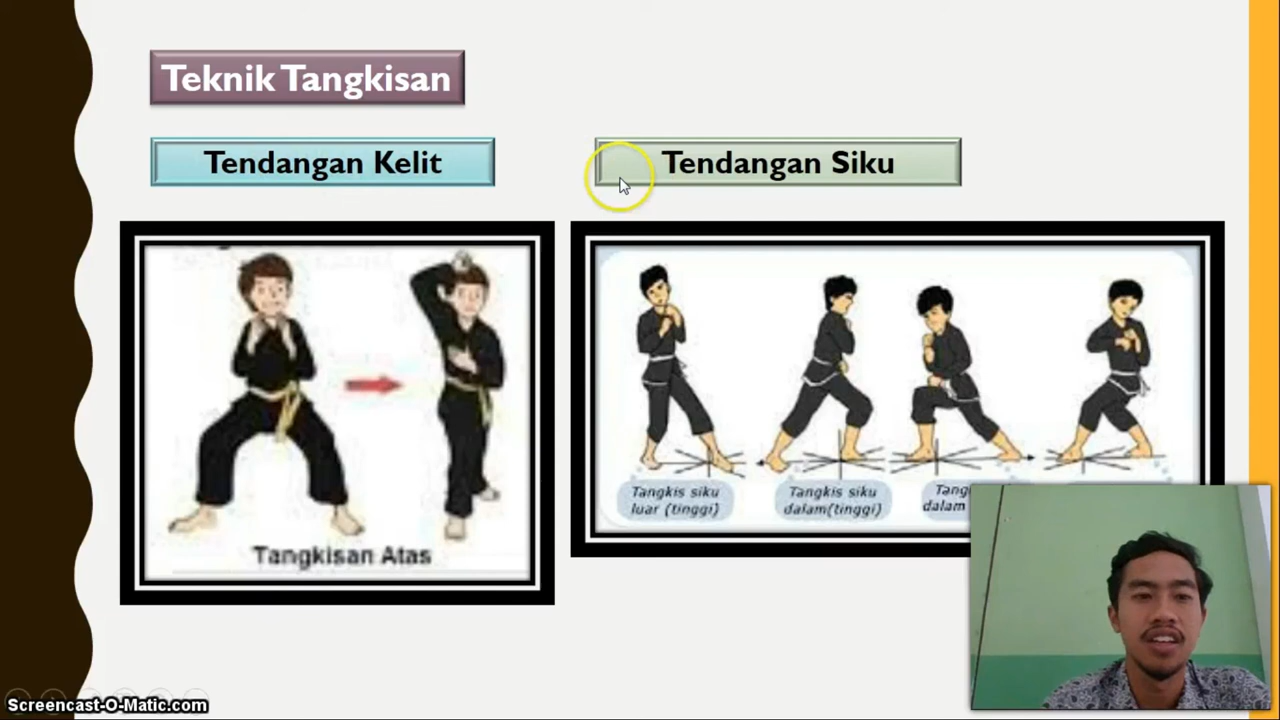 Teknik Tangkisan
Tendangan Kelit
Tendangan Siku
Tangkisan Atas
Tangkis siku
luar (tinggi)
Tangkis siku
dalam(tinggi)
dalam
Screencast-O-Matic.com